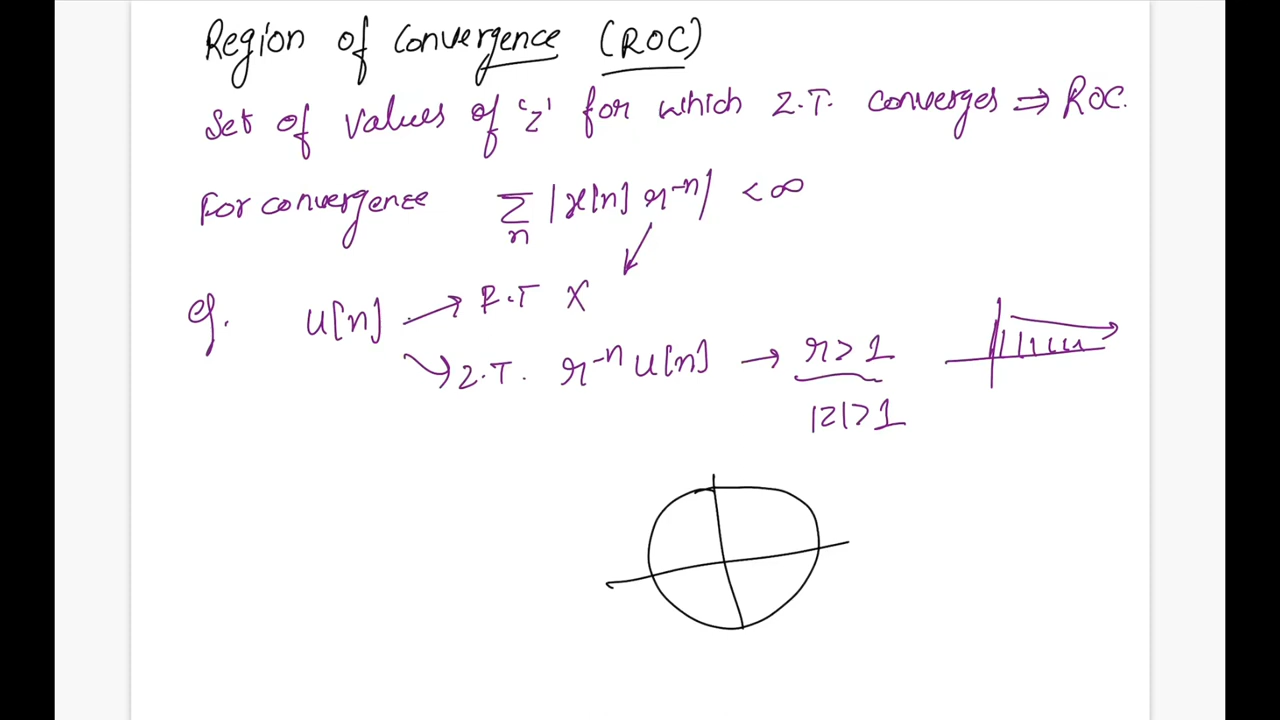 Region of Convergence (ROC)
Set of values of 'z' for which Z.T. converges ⇒ ROC.
For convergence ∑ₙ |x[n] r⁻ⁿ| < ∞
eg. u[n] → F.T X
→ Z.T. r⁻ⁿ u[n] → r > 1
|z| > 1